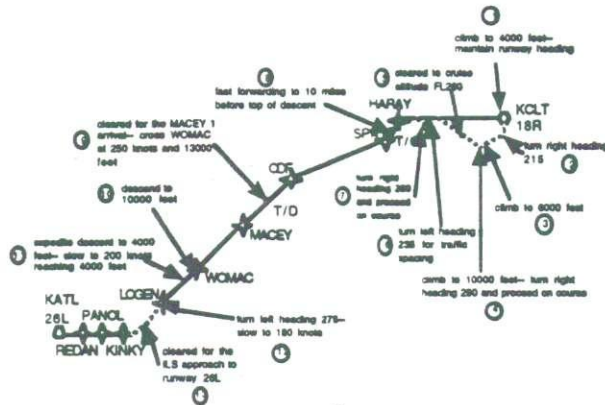 climb to 4000 feet—
maintain runway heading
KCLT
18R
turn right
heading
215
2
climb to 6000 feet
3
climb to 10000 feet— turn right
heading 290 and proceed on course
cleared to cruise
altitude
HARAY
turn left heading
235 for traffic
spacing
turn right
heading
and proceed
on course
7
fast forwarding to 10 miles
before top of descent
T/D
cleared for the MACEY 1
arrival— cross WOMAC
at 250 knots and 13000
feet
MACEY
descend to
10000 feet
WOMAC
expedite descent to 4000
feet— slow to 200 knots
reaching 4000 feet
LOGEN
turn left heading 275—
slow to 180 knots
12
cleared for the
ILS approach to
runway 26L
KATL
26L
PANOL
REDAN
KINKY